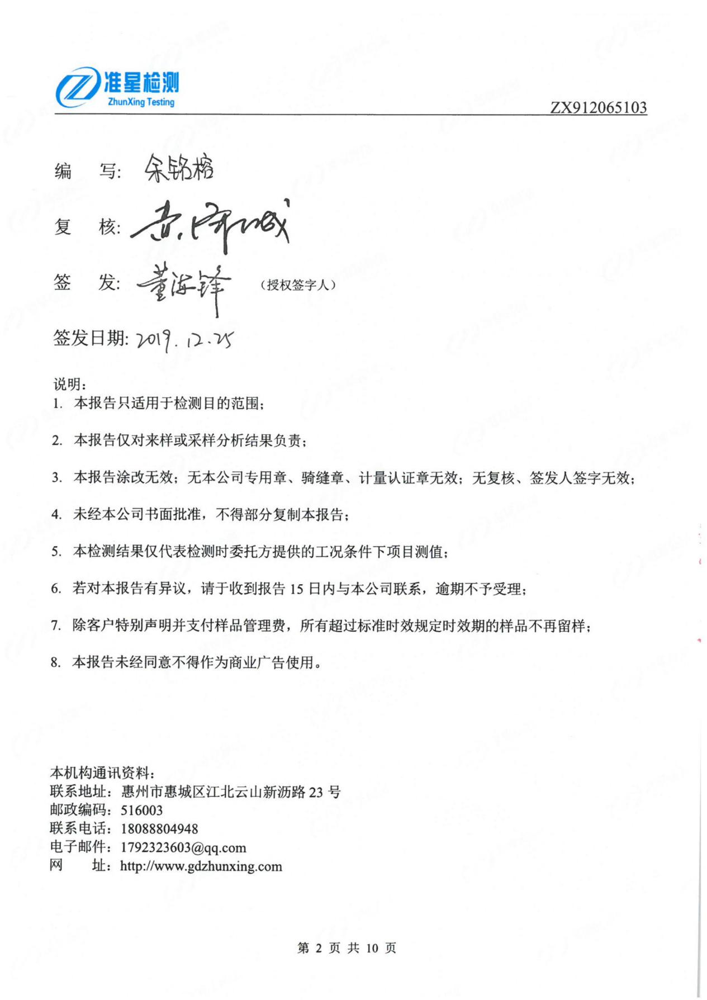 准星检测
ZhunXing Testing
ZX912065103
编 写: 余铭榕
复 核:
签 发: 董海锋 （授权签字人）
签发日期: 2019.12.25
说明：
1. 本报告只适用于检测目的范围；
2. 本报告仅对来样或采样分析结果负责；
3. 本报告涂改无效；无本公司专用章、骑缝章、计量认证章无效；无复核、签发人签字无效；
4. 未经本公司书面批准，不得部分复制本报告；
5. 本检测结果仅代表检测时委托方提供的工况条件下项目测值；
6. 若对本报告有异议，请于收到报告 15 日内与本公司联系，逾期不予受理；
7. 除客户特别声明并支付样品管理费，所有超过标准时效规定时效期的样品不再留样；
8. 本报告未经同意不得作为商业广告使用。
本机构通讯资料：
联系地址：惠州市惠城区江北云山新沥路 23 号
邮政编码：516003
联系电话：18088804948
电子邮件：1792323603@qq.com
网 址：http://www.gdzhunxing.com
第 2 页 共 10 页